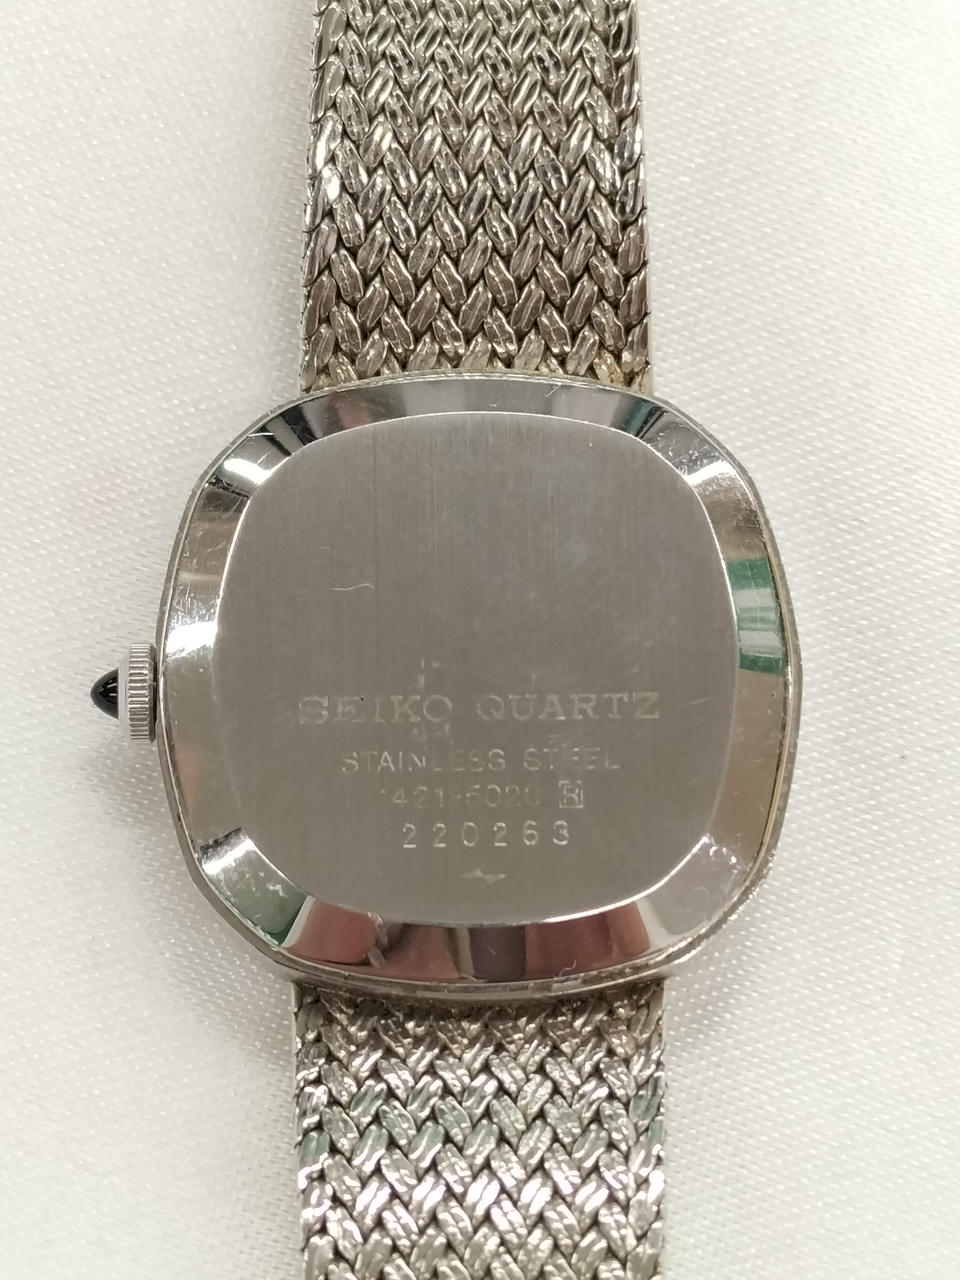 SEIKO QUARTZ
STAINLESS STEEL
1421-5020 R
220263